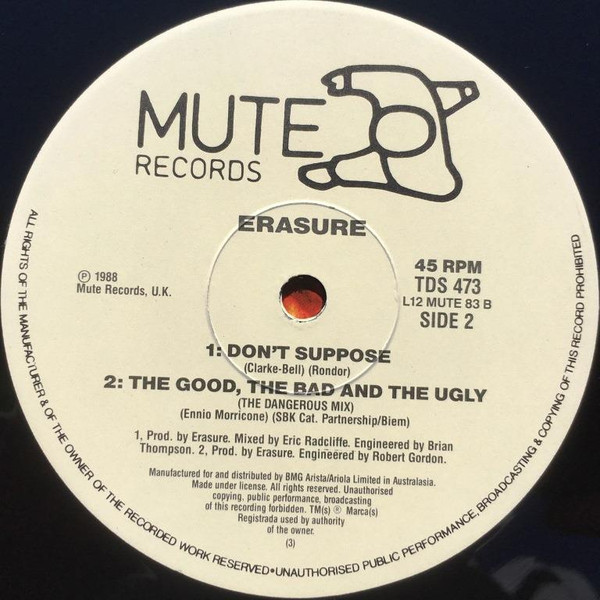 MUTE
RECORDS
ERASURE
℗ 1988
Mute Records, U.K.
45 RPM
TDS 473
L12 MUTE 83 B
SIDE 2
1: DON'T SUPPOSE
(Clarke-Bell) (Rondor)
2: THE GOOD, THE BAD AND THE UGLY
(THE DANGEROUS MIX)
(Ennio Morricone) (SBK Cat. Partnership/Biem)
1, Prod. by Erasure. Mixed by Eric Radcliffe. Engineered by Brian
Thompson. 2, Prod. by Erasure. Engineered by Robert Gordon.
Manufactured for and distributed by BMG Arista/Ariola Limited in Australasia.
Made under license. All rights reserved. Unauthorised
copying, public performance, broadcasting
of this recording forbidden. TM(s) ® Marca(s)
Registrada used by authority
of the owner.
(3)
ALL RIGHTS OF THE MANUFACTURER & OF THE OWNER OF THE RECORDED WORK RESERVED•UNAUTHORISED PUBLIC PERFORMANCE, BROADCASTING & COPYING OF THIS RECORD PROHIBITED